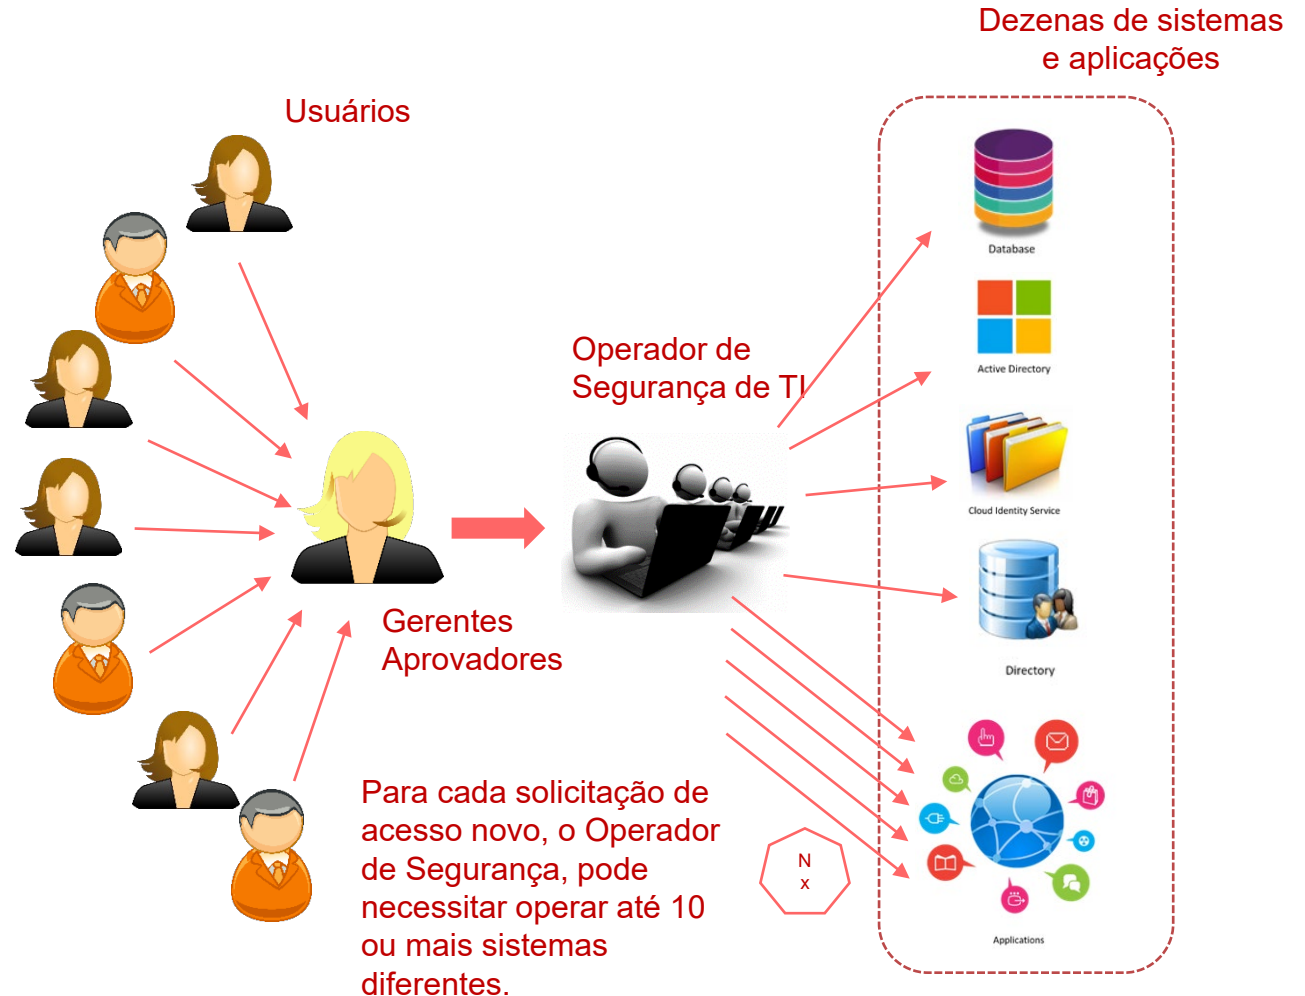 Dezenas de sistemas
e aplicações
Usuários
Database
Active Directory
Operador de
Segurança de TI
Cloud Identity Service
Gerentes
Aprovadores
Directory
Para cada solicitação de
acesso novo, o Operador
de Segurança, pode
necessitar operar até 10
ou mais sistemas
diferentes.
N
x
Applications